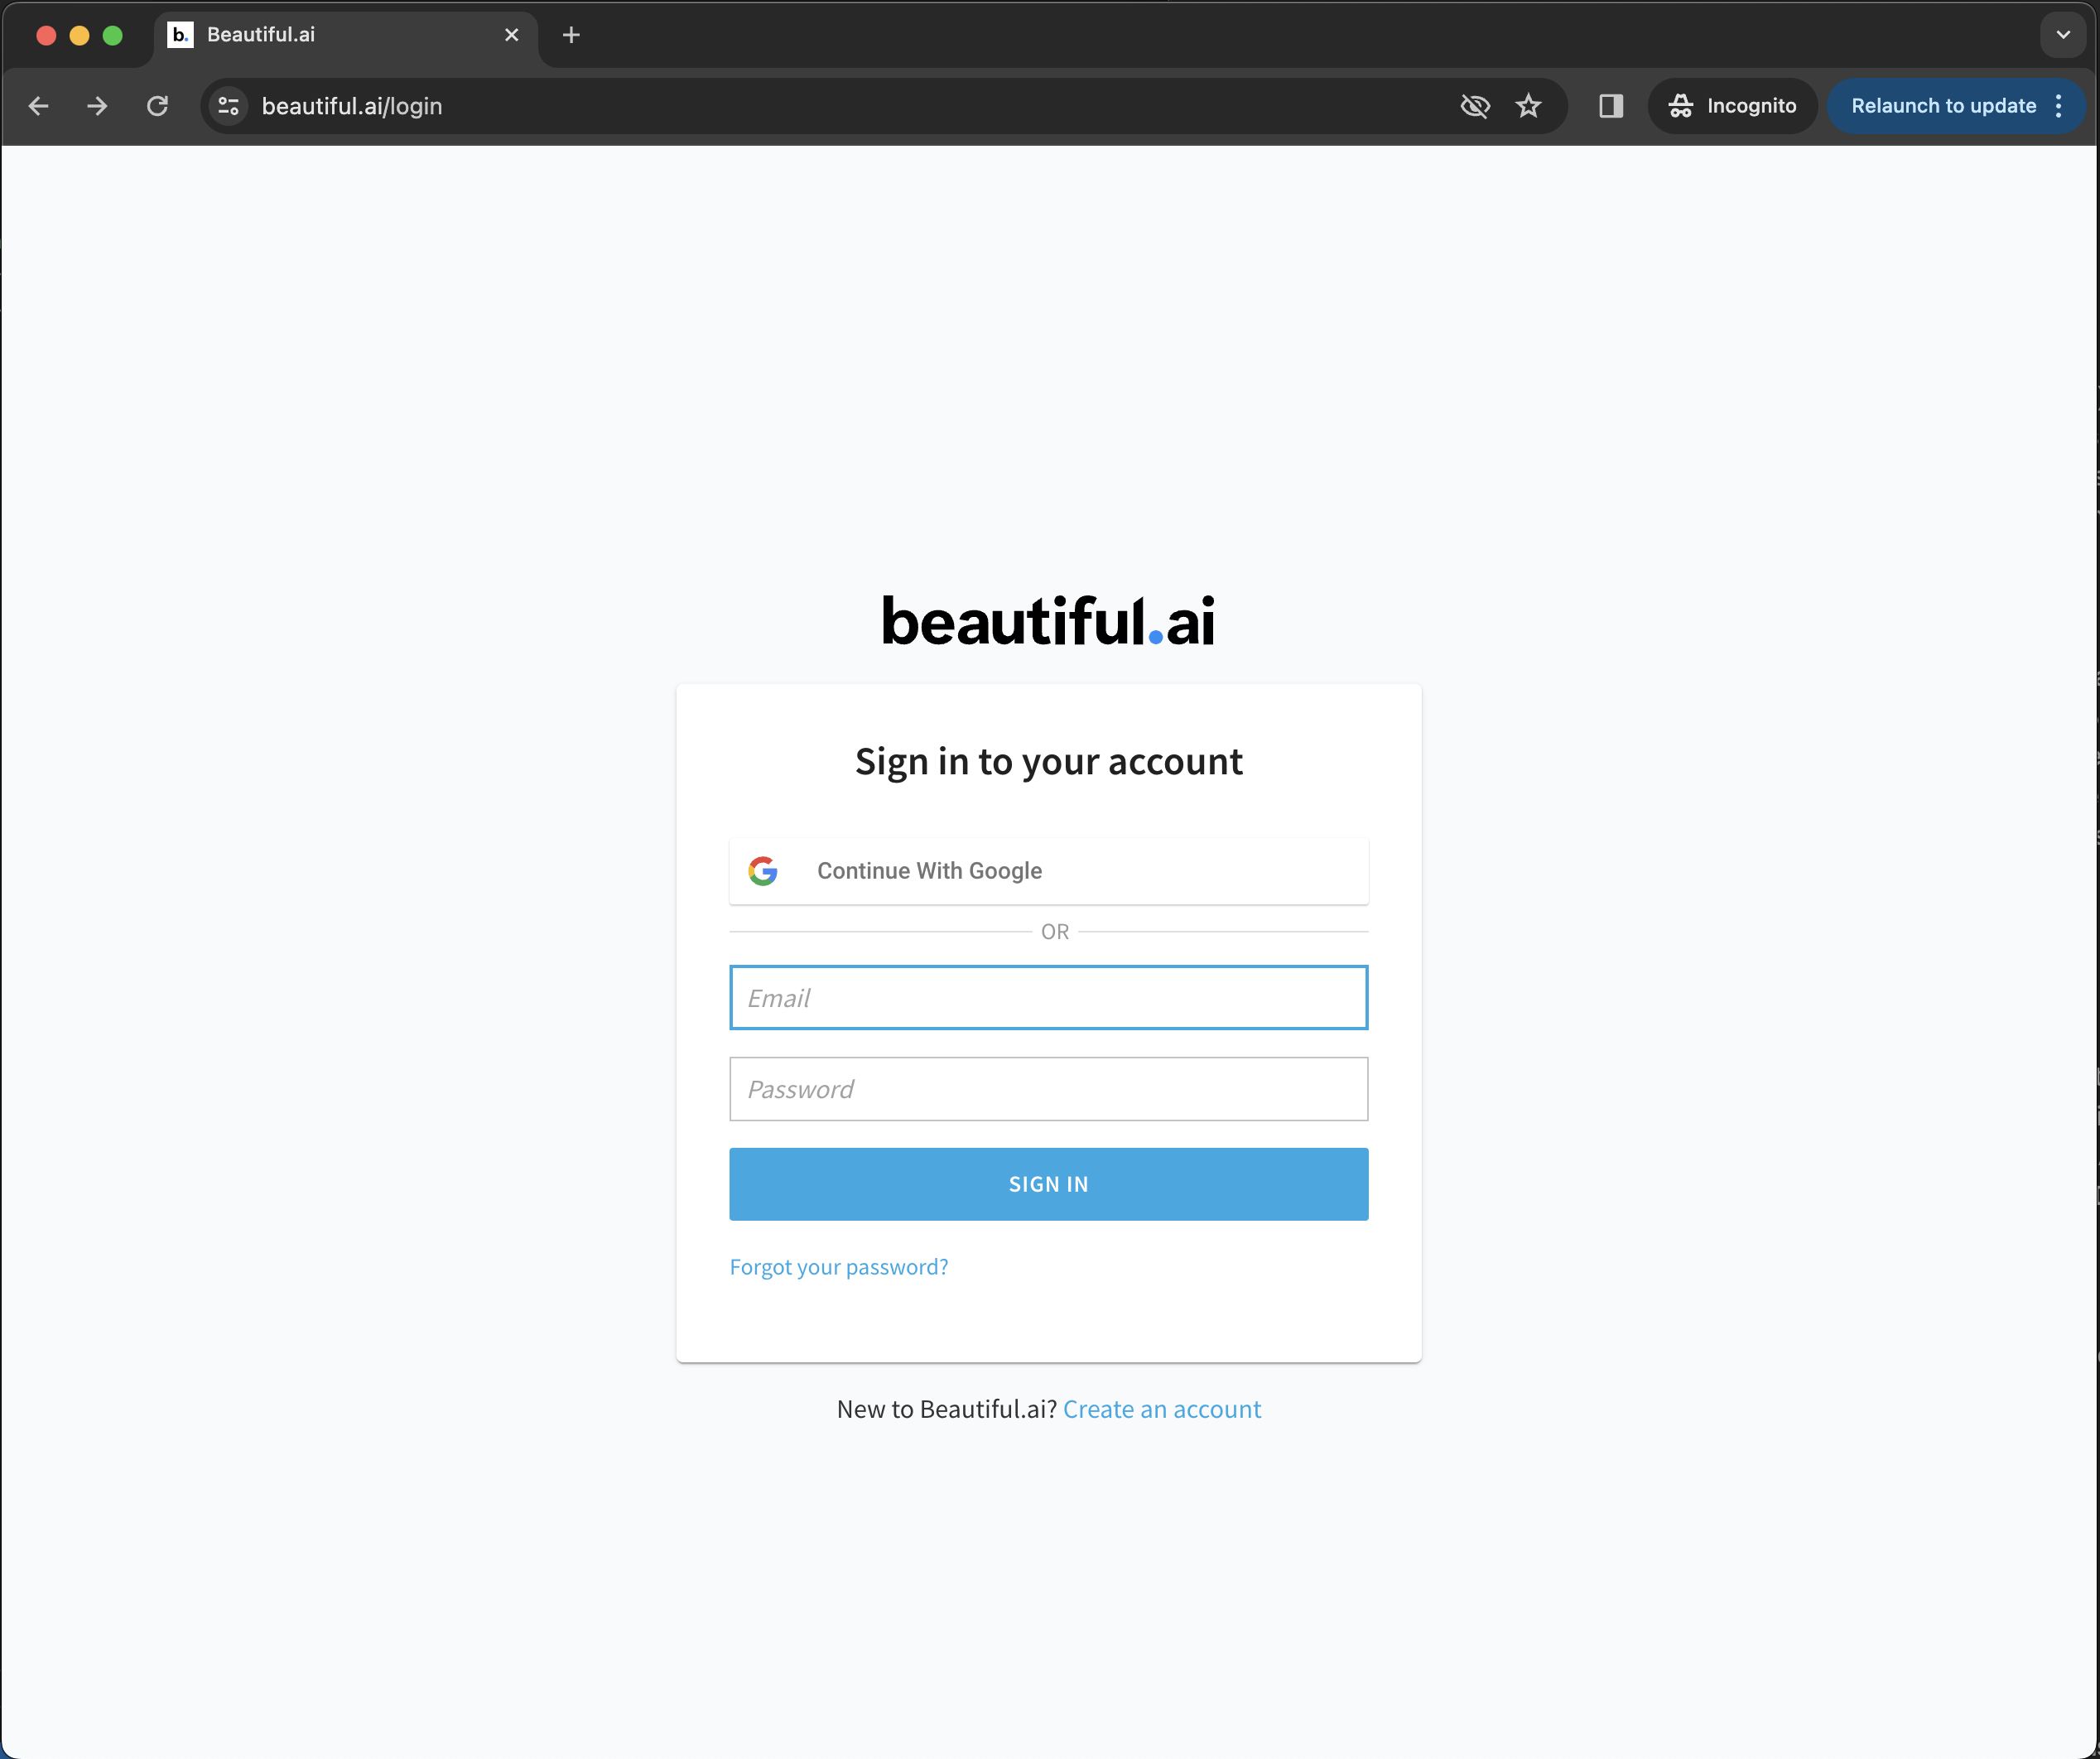 b. Beautiful.ai
beautiful.ai/login
Incognito
Relaunch to update
beautiful.ai
Sign in to your account
Continue With Google
OR
Email
Password
SIGN IN
Forgot your password?
New to Beautiful.ai? Create an account